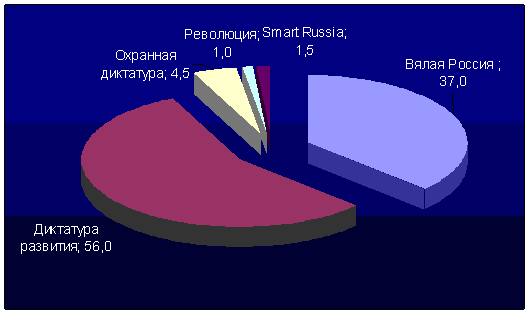 Революция;
1,0
Smart Russia;
1,5
Охранная
диктатура; 4,5
Вялая Россия ;
37,0
Диктатура
развития; 56,0